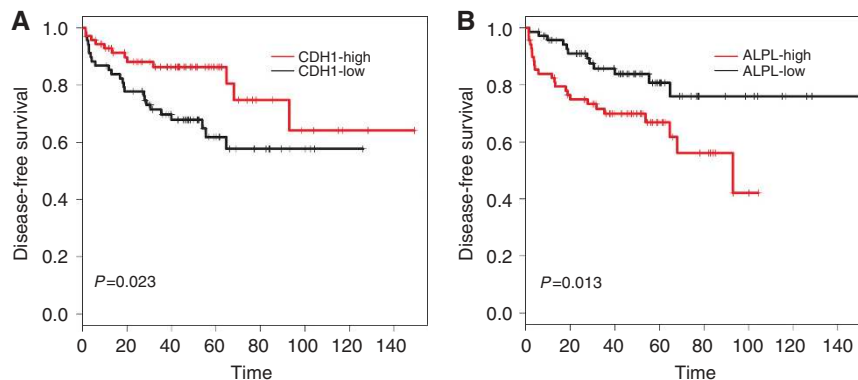 A
Disease-free survival
1.0
0.8
0.6
0.4
0.2
0.0
CDH1-high
CDH1-low
P=0.023
0 20 40 60 80 100 120 140
Time
B
Disease-free survival
1.0
0.8
0.6
0.4
0.2
0.0
ALPL-high
ALPL-low
P=0.013
0 20 40 60 80 100 120 140
Time